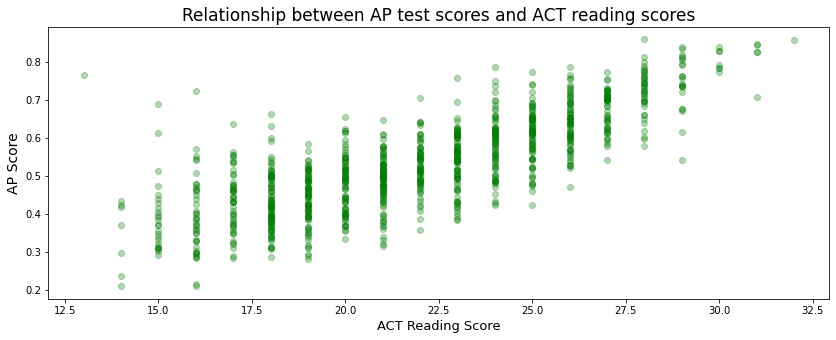 Relationship between AP test scores and ACT reading scores
AP Score
0.8
0.7
0.6
0.5
0.4
0.3
0.2
12.5 15.0 17.5 20.0 22.5 25.0 27.5 30.0 32.5
ACT Reading Score